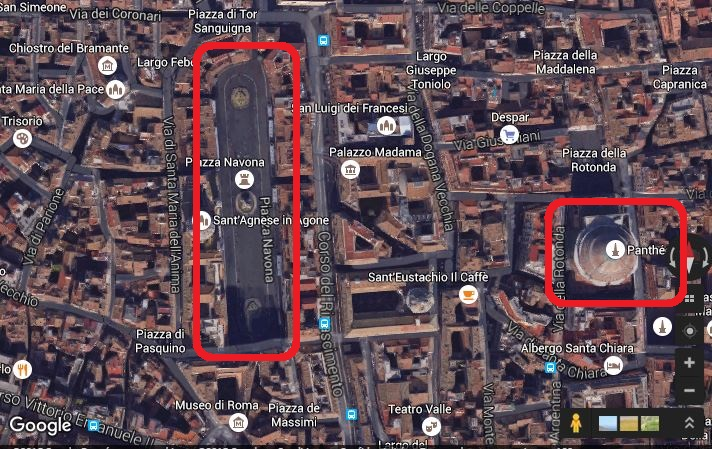 San Simeone
Via dei Coronari
Piazza di Tor
Sanguigna
Via delle Coppelle
Chiostro del Bramante
Largo Febo
Largo
Giuseppe
Toniolo
Piazza della
Maddalena
Piazza
Capranica
nta Maria della Pace
San Luigi dei Francesi
Despar
Trisorio
Via di Santa Maria dell'Anima
Piazza Navona
Palazzo Madama
Via della Dogana Vecchia
Via Giustiniani
Piazza della
Rotonda
Via di Parione
Sant'Agnese in Agone
Piazza Navona
Corso del Rinascimento
Via della Rotonda
Panthé
Sant'Eustachio Il Caffè
Piazza di
Pasquino
Albergo Santa Chiara
Chiara
Museo di Roma
Piazza de
Massimi
Teatro Valle
Via Monte
Argentina
Corso Vittorio Emanuele II
Google
Largo del